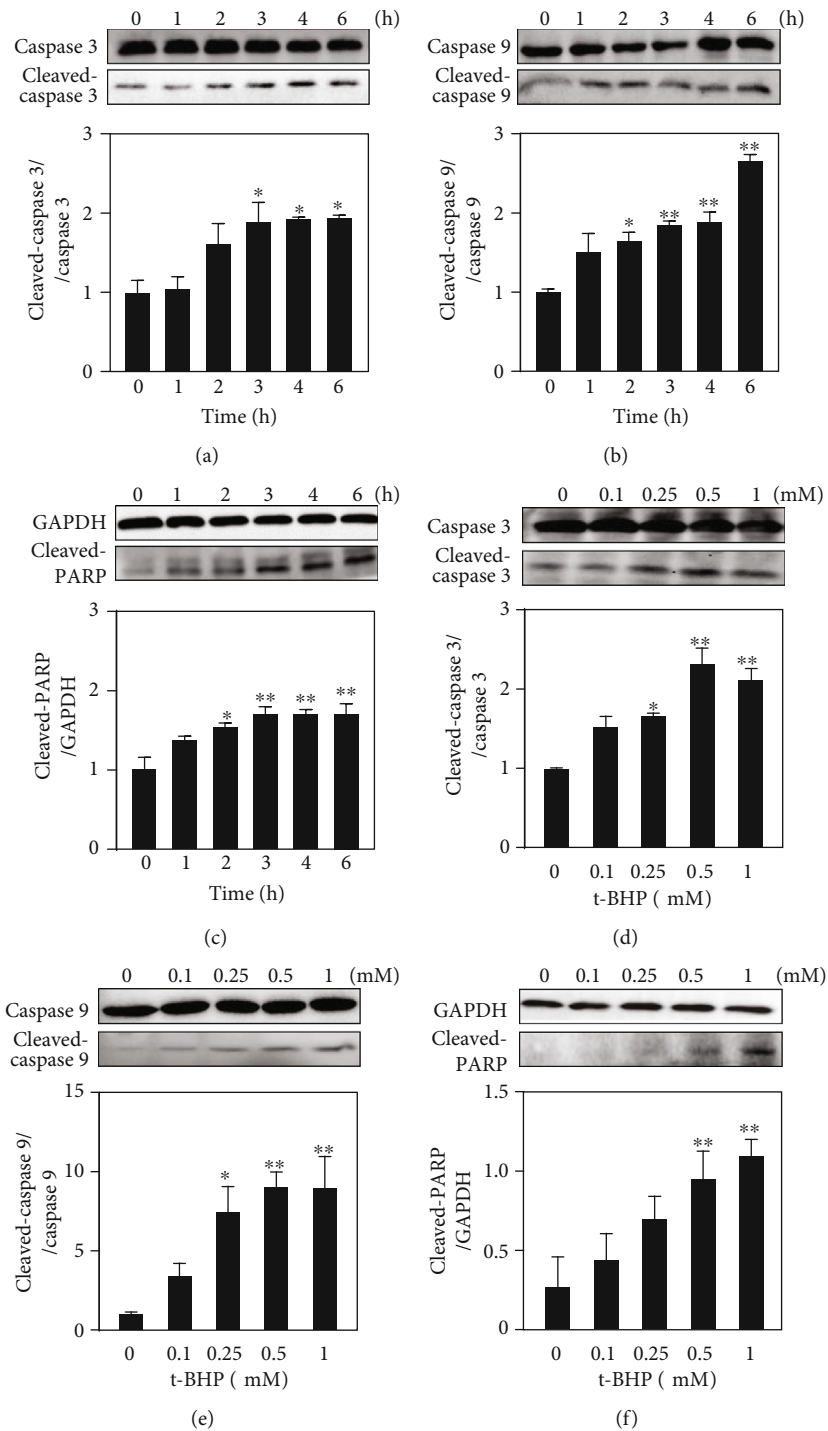 0 1 2 3 4 6 (h)
Caspase 3
Cleaved-
caspase 3
3
2
1
0
Cleaved-caspase 3/
/caspase 3
*
*
*
0 1 2 3 4 6
Time (h)
(a)
0 1 2 3 4 6 (h)
Caspase 9
Cleaved-
caspase 9
3
2
1
0
Cleaved-caspase 9/
/caspase 9
*
**
**
**
0 1 2 3 4 6
Time (h)
(b)
0 1 2 3 4 6 (h)
GAPDH
Cleaved-
PARP
3
2
1
0
Cleaved-PARP
/GAPDH
*
**
**
**
0 1 2 3 4 6
Time (h)
(c)
0 0.1 0.25 0.5 1 (mM)
Caspase 3
Cleaved-
caspase 3
3
2
1
0
Cleaved-caspase 3/
/caspase 3
*
**
**
0 0.1 0.25 0.5 1
t-BHP ( mM)
(d)
0 0.1 0.25 0.5 1 (mM)
Caspase 9
Cleaved-
caspase 9
15
10
5
0
Cleaved-caspase 9/
/caspase 9
*
**
**
0 0.1 0.25 0.5 1
t-BHP ( mM)
(e)
0 0.1 0.25 0.5 1 (mM)
GAPDH
Cleaved-
PARP
1.5
1.0
0.5
0
Cleaved-PARP
/GAPDH
**
**
0 0.1 0.25 0.5 1
t-BHP ( mM)
(f)